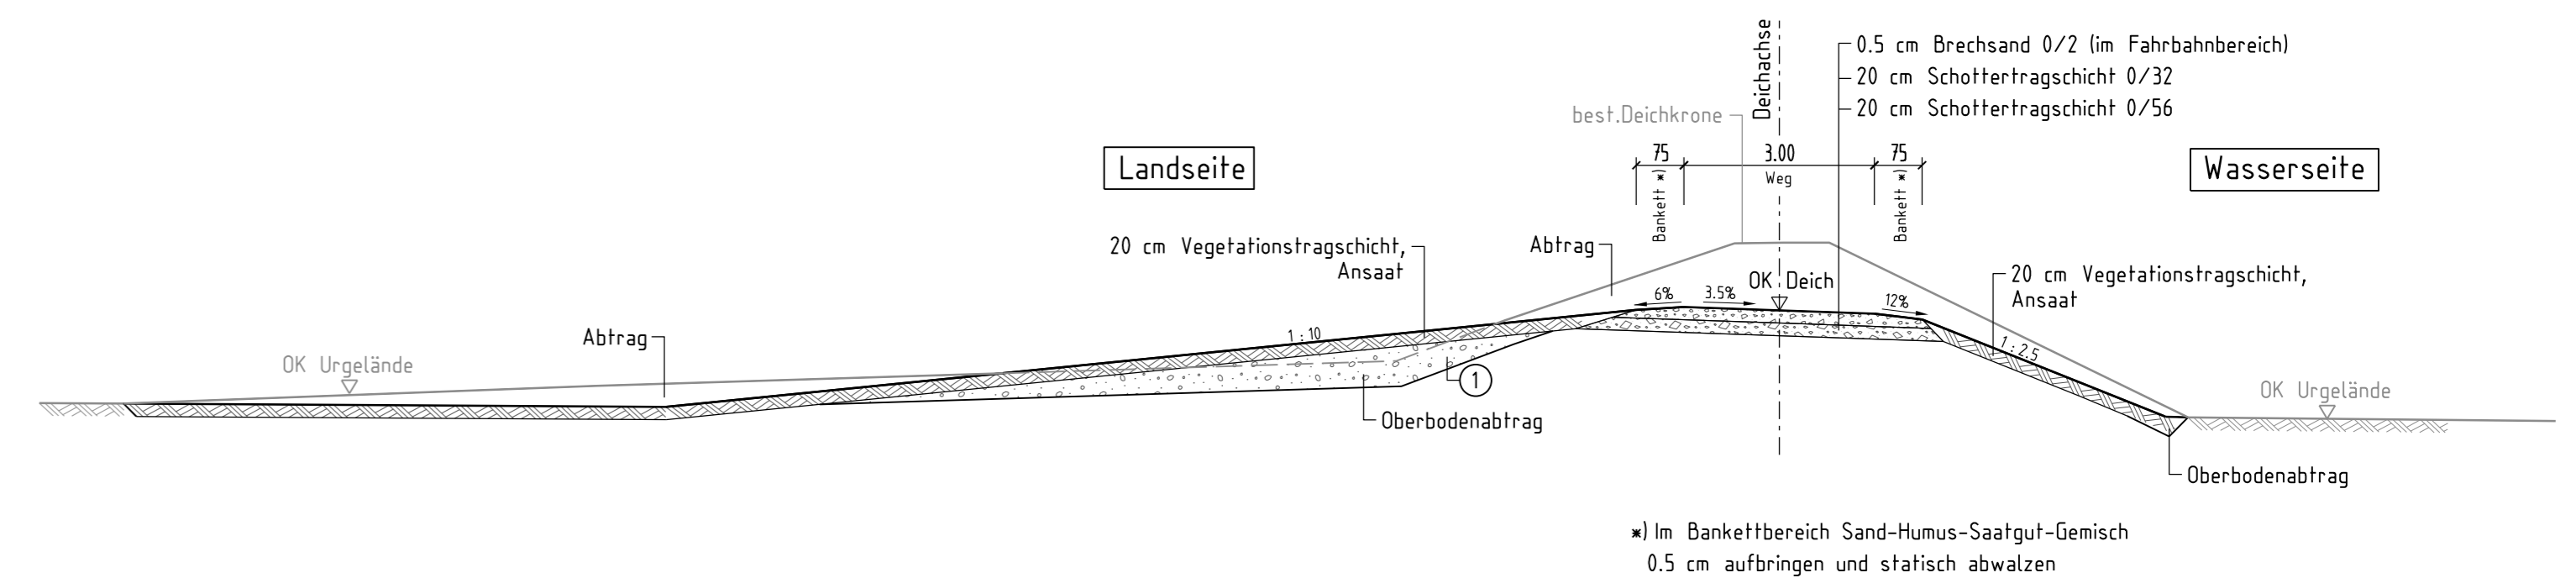 Deichachse
0.5 cm Brechsand 0/2 (im Fahrbahnbereich)
20 cm Schottertragschicht 0/32
20 cm Schottertragschicht 0/56
best.Deichkrone
75
3.00
75
Weg
Bankett *)
Bankett *)
Landseite
Wasserseite
20 cm Vegetationstragschicht,
Ansaat
Abtrag
OK Deich
20 cm Vegetationstragschicht,
Ansaat
6%
3.5%
12%
1 : 10
1 : 2.5
Abtrag
OK Urgelände
1
OK Urgelände
Oberbodenabtrag
Oberbodenabtrag
*) Im Bankettbereich Sand-Humus-Saatgut-Gemisch
0.5 cm aufbringen und statisch abwalzen